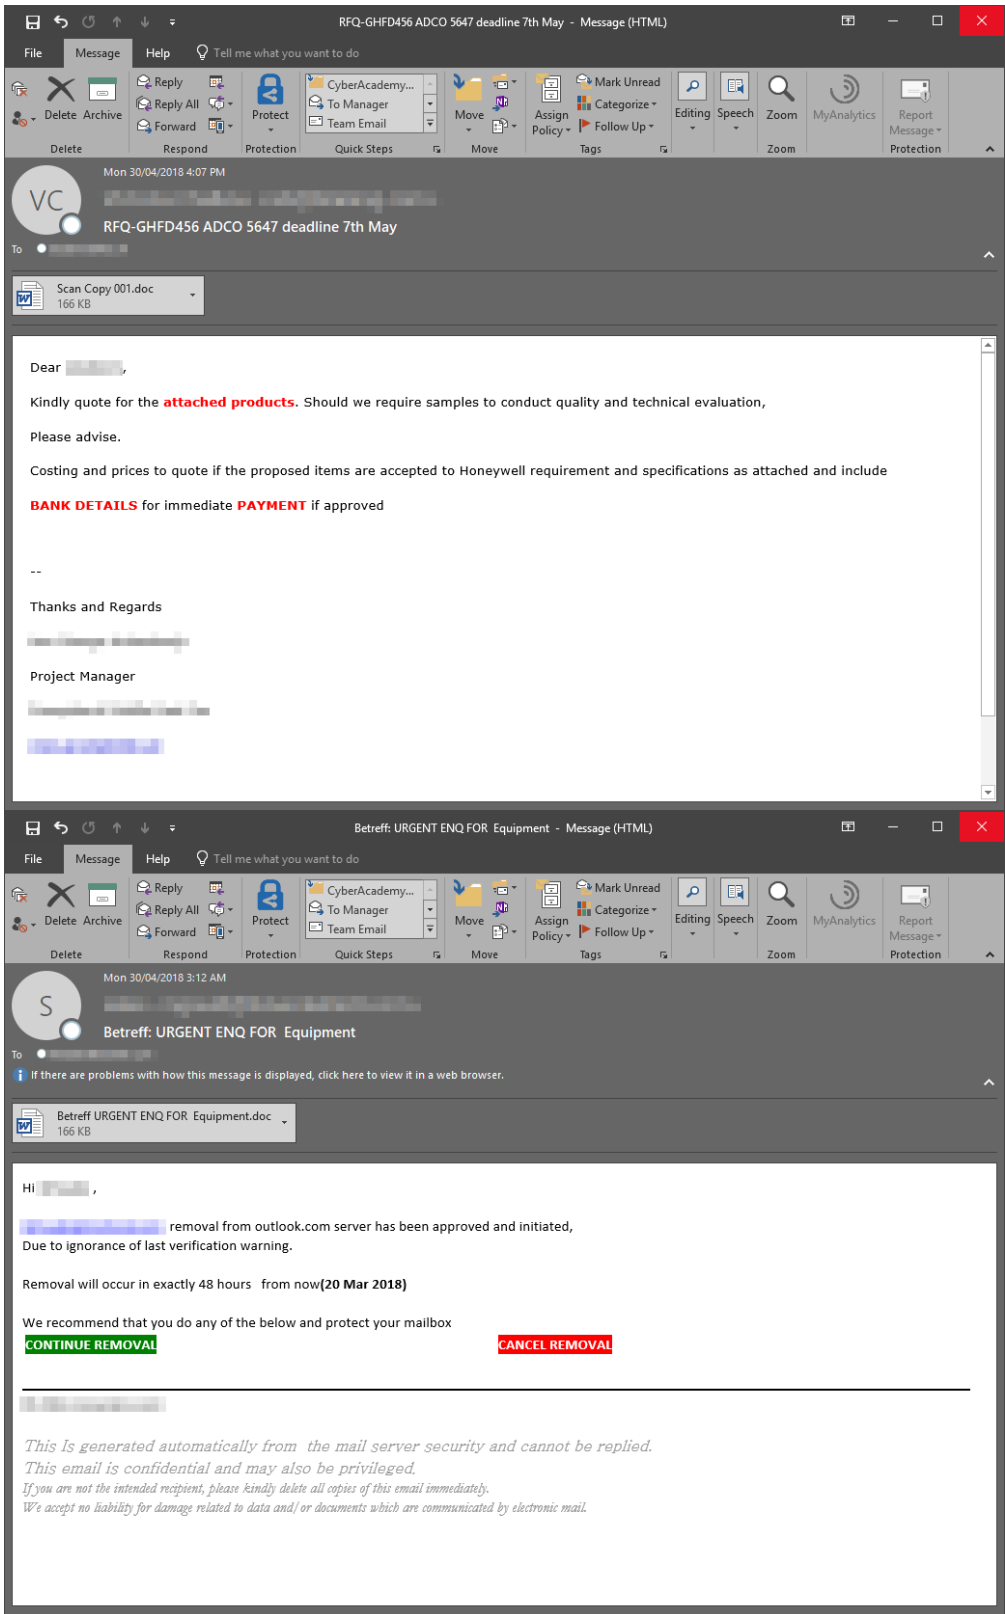 RFQ-GHFD456 ADCO 5647 deadline 7th May - Message (HTML)
File Message Help Tell me what you want to do
Delete Archive
Reply
Reply All
Forward
Protect
CyberAcademy...
To Manager
Team Email
Move
Assign Policy
Mark Unread
Categorize
Follow Up
Editing Speech Zoom MyAnalytics Report Message
Delete Respond Protection Quick Steps Move Tags Zoom Protection
Mon 30/04/2018 4:07 PM
VC
RFQ-GHFD456 ADCO 5647 deadline 7th May
To
Scan Copy 001.doc
166 KB
Dear ,
Kindly quote for the attached products. Should we require samples to conduct quality and technical evaluation,
Please advise.
Costing and prices to quote if the proposed items are accepted to Honeywell requirement and specifications as attached and include
BANK DETAILS for immediate PAYMENT if approved
--
Thanks and Regards
Project Manager
Betreff: URGENT ENQ FOR  Equipment - Message (HTML)
File Message Help Tell me what you want to do
Delete Archive
Reply
Reply All
Forward
Protect
CyberAcademy...
To Manager
Team Email
Move
Assign Policy
Mark Unread
Categorize
Follow Up
Editing Speech Zoom MyAnalytics Report Message
Delete Respond Protection Quick Steps Move Tags Zoom Protection
Mon 30/04/2018 3:12 AM
S
Betreff: URGENT ENQ FOR  Equipment
To
If there are problems with how this message is displayed, click here to view it in a web browser.
Betreff URGENT ENQ FOR  Equipment.doc
166 KB
Hi ,
removal from outlook.com server has been approved and initiated,
Due to ignorance of last verification warning.
Removal will occur in exactly 48 hours  from now(20 Mar 2018)
We recommend that you do any of the below and protect your mailbox
CONTINUE REMOVAL CANCEL REMOVAL
This Is generated automatically from  the mail server security and cannot be replied.
This email is confidential and may also be privileged.
If you are not the intended recipient, please kindly delete all copies of this email immediately.
We accept no liability for damage related to data and/or documents which are communicated by electronic mail.